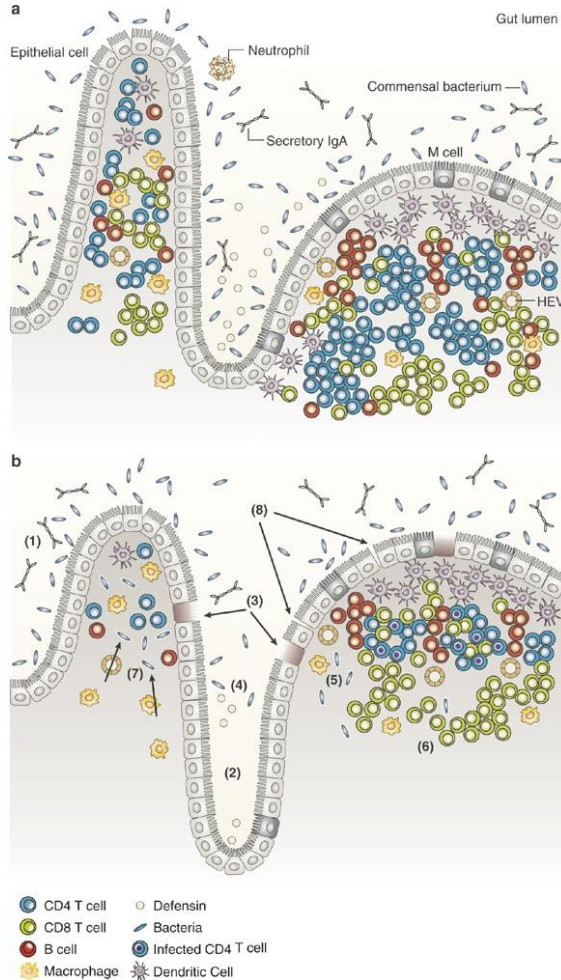 a
Gut lumen
Epithelial cell
Neutrophil
Commensal bacterium
Secretory IgA
M cell
HEV
b
(1)
(8)
(3)
(7)
(4)
(5)
(2)
(6)
CD4 T cell
Defensin
CD8 T cell
Bacteria
B cell
Infected CD4 T cell
Macrophage
Dendritic Cell